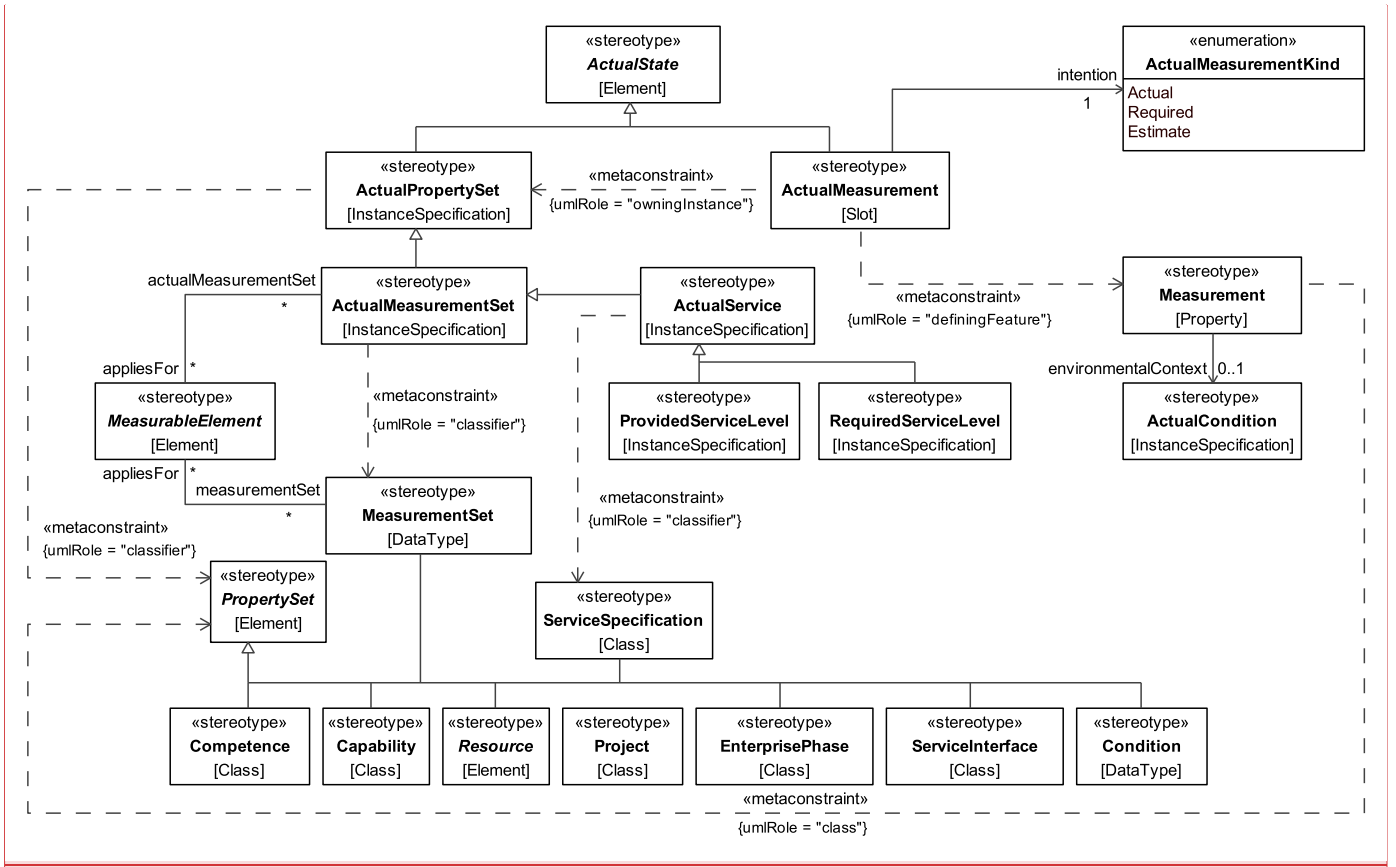 «stereotype»
ActualState
[Element]
«enumeration»
ActualMeasurementKind
Actual
Required
Estimate
intention
1
«stereotype»
ActualPropertySet
[InstanceSpecification]
«metaconstraint»
{umlRole = "owningInstance"}
«stereotype»
ActualMeasurement
[Slot]
actualMeasurementSet
*
«stereotype»
ActualMeasurementSet
[InstanceSpecification]
«stereotype»
ActualService
[InstanceSpecification]
«metaconstraint»
{umlRole = "definingFeature"}
«stereotype»
Measurement
[Property]
appliesFor
*
«stereotype»
MeasurableElement
[Element]
«metaconstraint»
{umlRole = "classifier"}
«stereotype»
ProvidedServiceLevel
[InstanceSpecification]
«stereotype»
RequiredServiceLevel
[InstanceSpecification]
environmentalContext
0..1
«stereotype»
ActualCondition
[InstanceSpecification]
appliesFor
*
measurementSet
*
«stereotype»
MeasurementSet
[DataType]
«metaconstraint»
{umlRole = "classifier"}
«metaconstraint»
{umlRole = "classifier"}
«stereotype»
PropertySet
[Element]
«stereotype»
ServiceSpecification
[Class]
«stereotype»
Competence
[Class]
«stereotype»
Capability
[Class]
«stereotype»
Resource
[Element]
«stereotype»
Project
[Class]
«stereotype»
EnterprisePhase
[Class]
«stereotype»
ServiceInterface
[Class]
«stereotype»
Condition
[DataType]
«metaconstraint»
{umlRole = "class"}